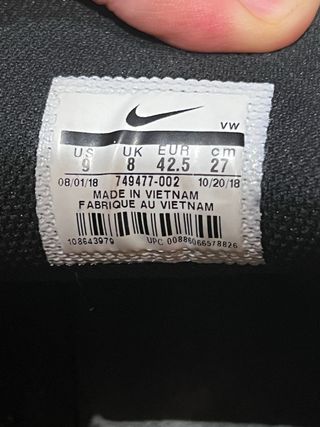 VW
US UK EUR cm
9 8 42.5 27
08/01/18 749477-002 10/20/18
MADE IN VIETNAM
FABRIQUE AU VIETNAM
108643979 UPC 00886066578826